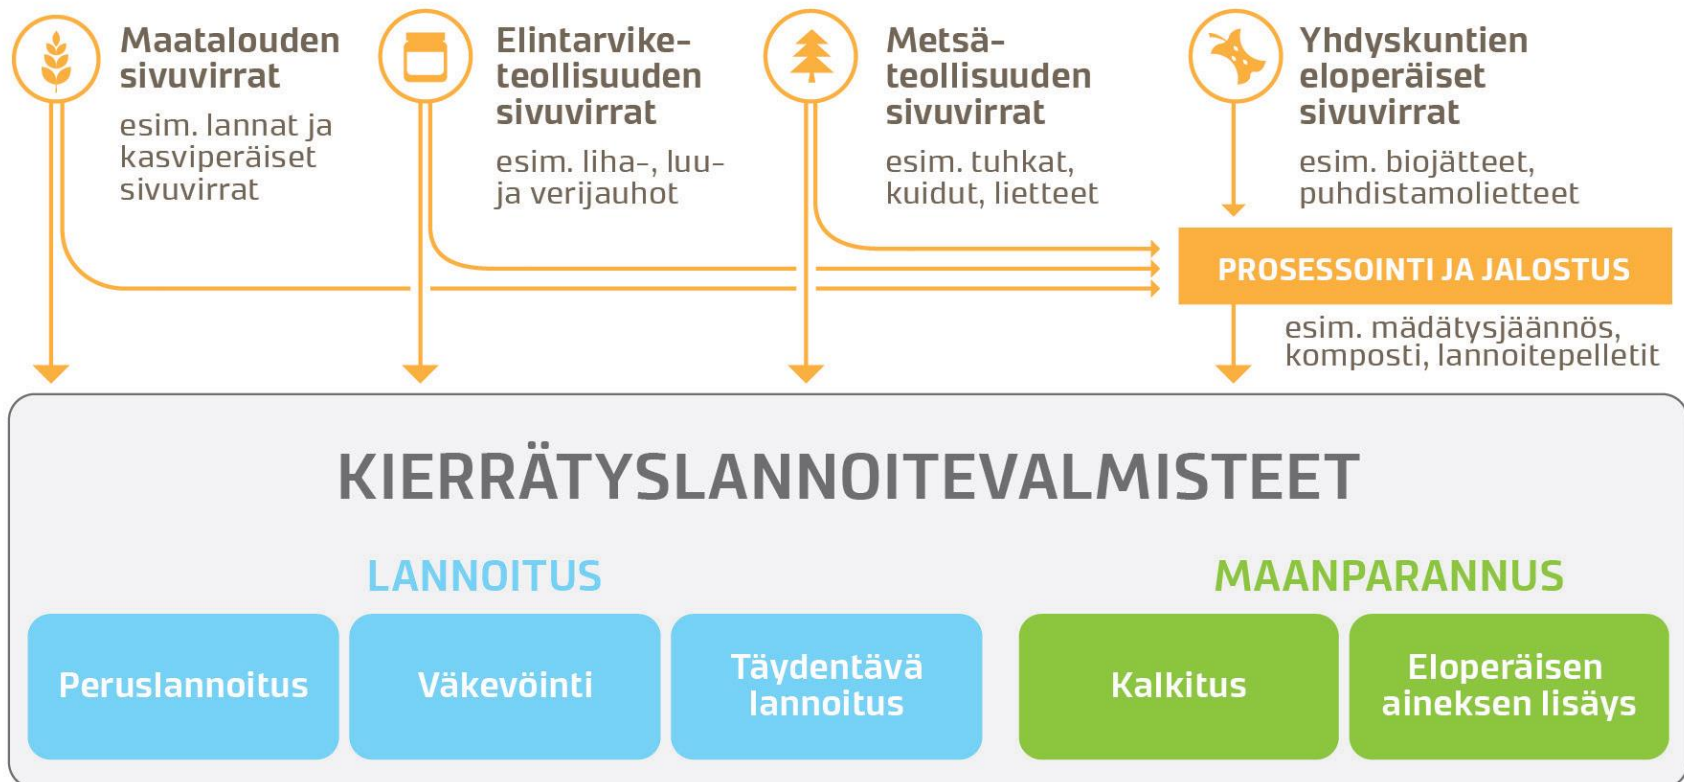 Maatalouden
sivuvirrat
esim. lannat ja
kasviperäiset
sivuvirrat
Elintarvike-
teollisuuden
sivuvirrat
esim. liha-, luu-
ja verijauhot
Metsä-
teollisuuden
sivuvirrat
esim. tuhkat,
kuidut, lietteet
Yhdyskuntien
eloperäiset
sivuvirrat
esim. biojätteet,
puhdistamolietteet
PROSESSOINTI JA JALOSTUS
esim. mädätysjäännös,
komposti, lannoitepelletit
KIERRÄTYSLANNOITEVALMISTEET
LANNOITUS
Peruslannoitus
Väkevöinti
Täydentävä
lannoitus
MAANPARANNUS
Kalkitus
Eloperäisen
aineksen lisäys